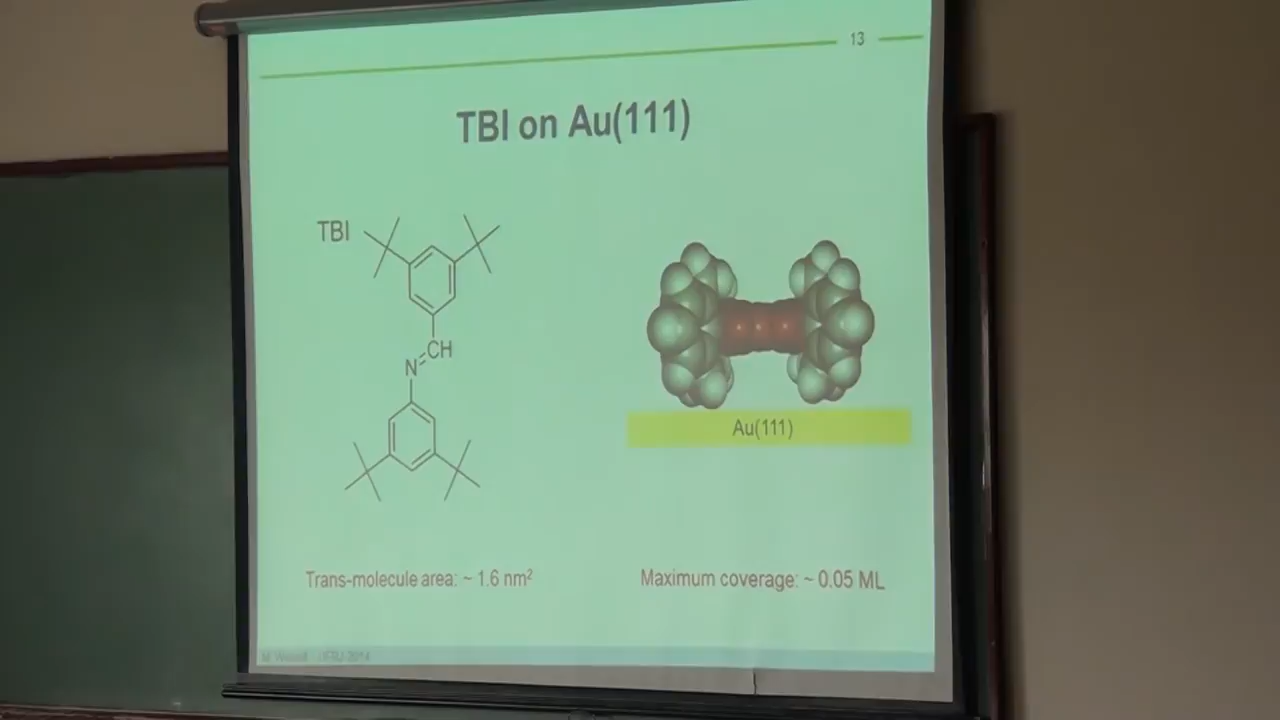 13
TBI on Au(111)
TBI
CH
N
Au(111)
Trans-molecule area: ~ 1.6 nm²
Maximum coverage: ~ 0.05 ML
2014